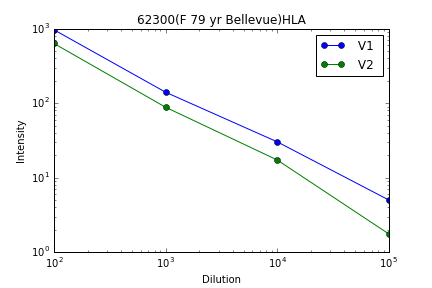 62300(F 79 yr Bellevue)HLA
10³
10²
10¹
10⁰
Intensity
V1
V2
10² 10³ 10⁴ 10⁵
Dilution